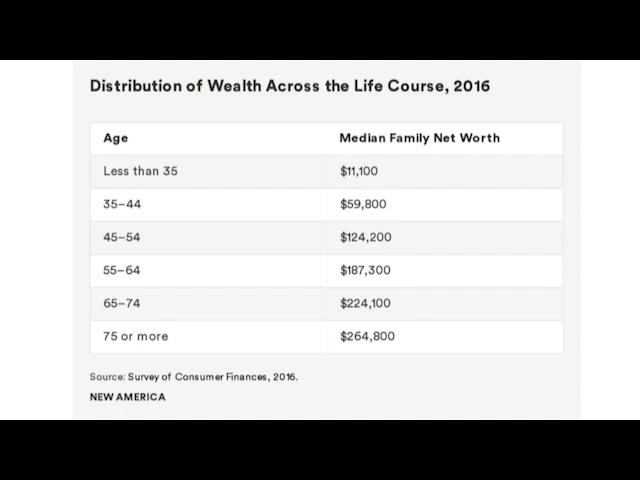 Distribution of Wealth Across the Life Course, 2016
Age Median Family Net Worth
Less than 35 $11,100
35–44 $59,800
45–54 $124,200
55–64 $187,300
65–74 $224,100
75 or more $264,800
Source: Survey of Consumer Finances, 2016.
NEW AMERICA